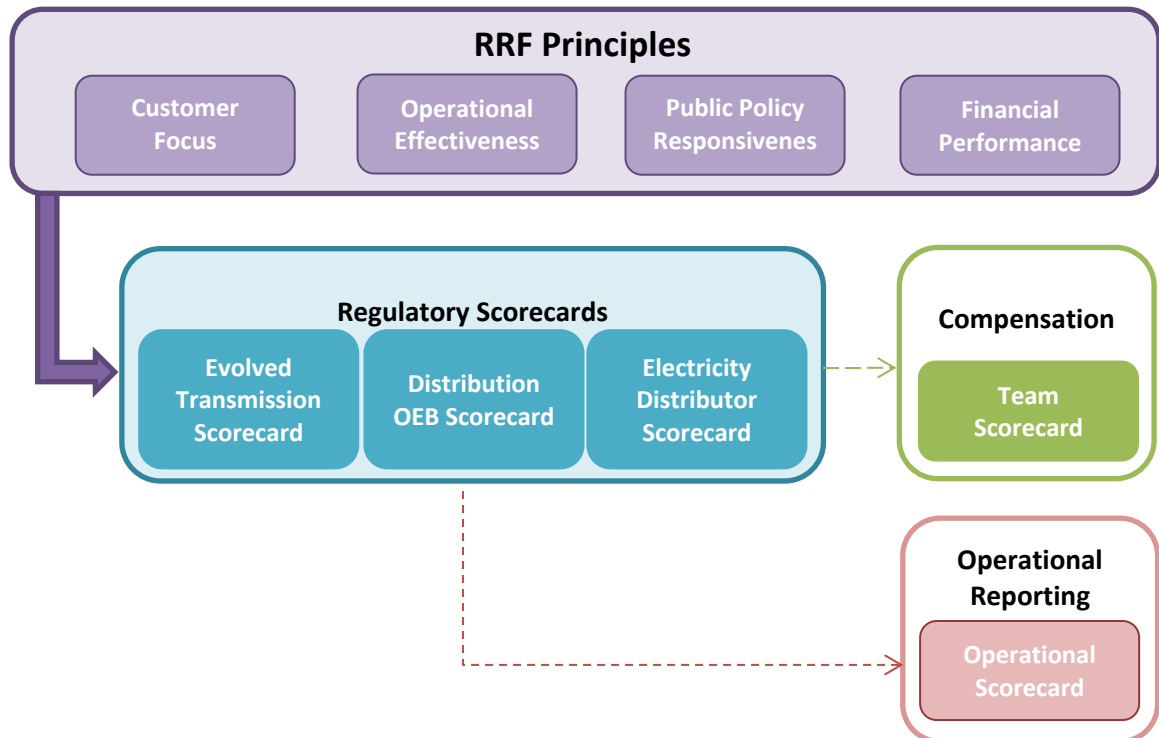 RRF Principles
Customer
Focus
Operational
Effectiveness
Public Policy
Responsivenes
Financial
Performance
Regulatory Scorecards
Evolved
Transmission
Scorecard
Distribution
OEB Scorecard
Electricity
Distributor
Scorecard
Compensation
Team
Scorecard
Operational
Reporting
Operational
Scorecard